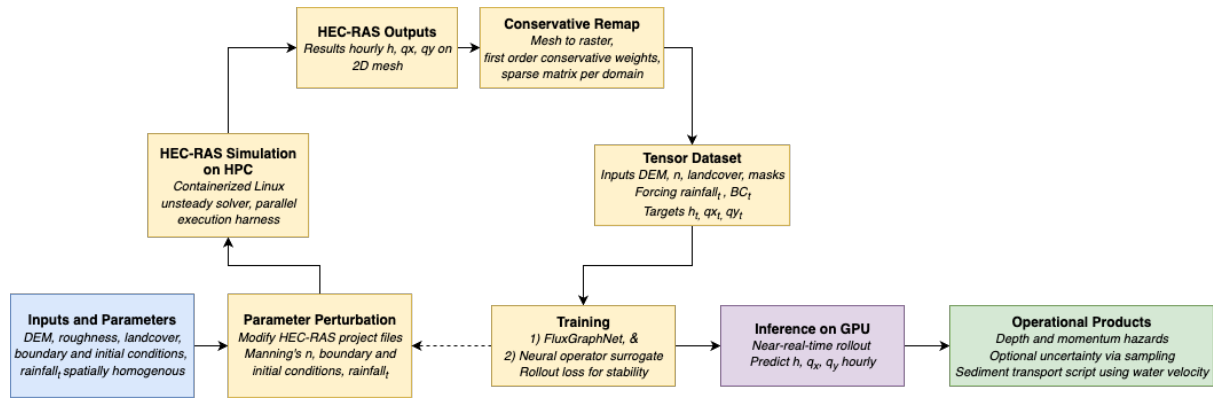 HEC-RAS Outputs
Results hourly h, qx, qy on
2D mesh
Conservative Remap
Mesh to raster,
first order conservative weights,
sparse matrix per domain
HEC-RAS Simulation
on HPC
Containerized Linux
unsteady solver, parallel
execution harness
Tensor Dataset
Inputs DEM, n, landcover, masks
Forcing rainfallₜ , BCₜ
Targets hₜ, qxₜ, qyₜ
Inputs and Parameters
DEM, roughness, landcover,
boundary and initial conditions,
rainfallₜ spatially homogenous
Parameter Perturbation
Modify HEC-RAS project files
Manning's n, boundary and
initial conditions, rainfallₜ
Training
1) FluxGraphNet, &
2) Neural operator surrogate
Rollout loss for stability
Inference on GPU
Near-real-time rollout
Predict h, qₓ, q_y hourly
Operational Products
Depth and momentum hazards
Optional uncertainty via sampling
Sediment transport script using water velocity